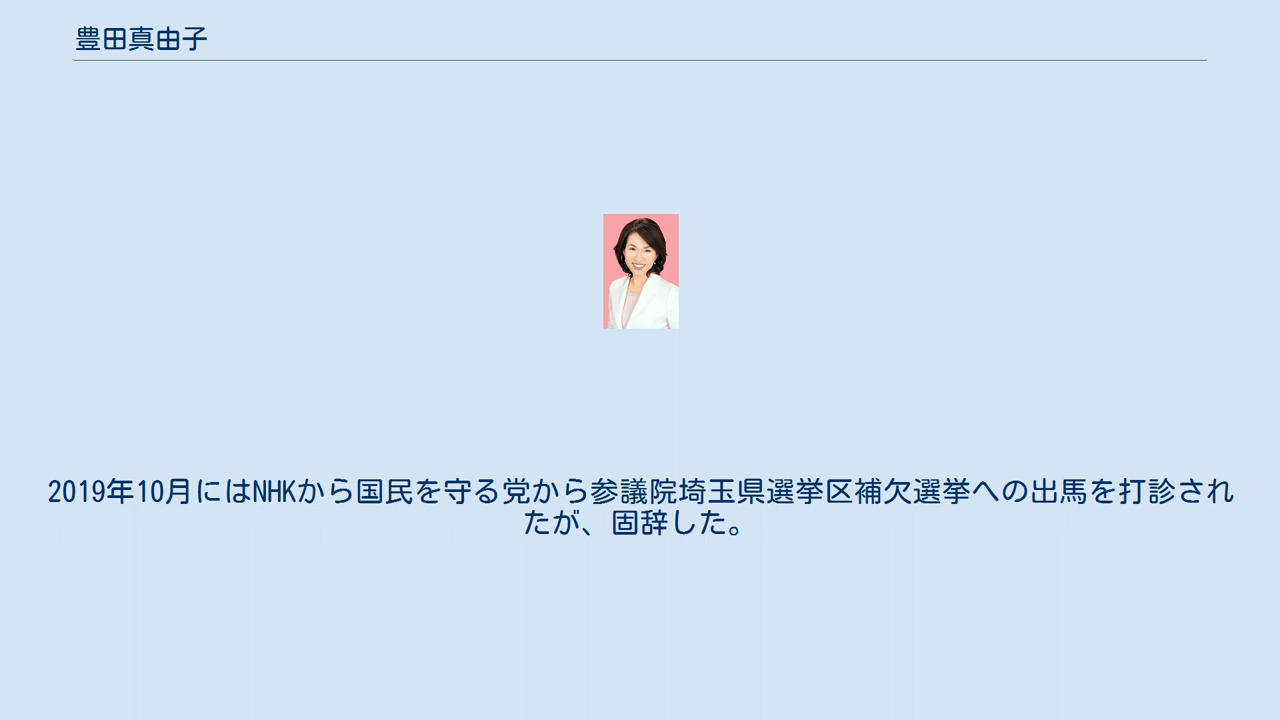 豊田真由子
2019年10月にはNHKから国民を守る党から参議院埼玉県選挙区補欠選挙への出馬を打診され
たが、固辞した。